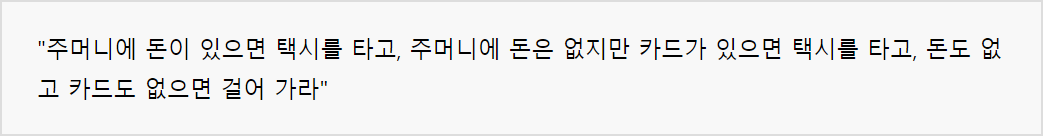 "주머니에 돈이 있으면 택시를 타고, 주머니에 돈은 없지만 카드가 있으면 택시를 타고, 돈도 없
고 카드도 없으면 걸어 가라"